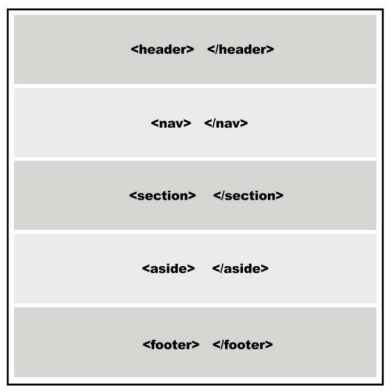 <header> </header>
<nav> </nav>
<section> </section>
<aside> </aside>
<footer> </footer>